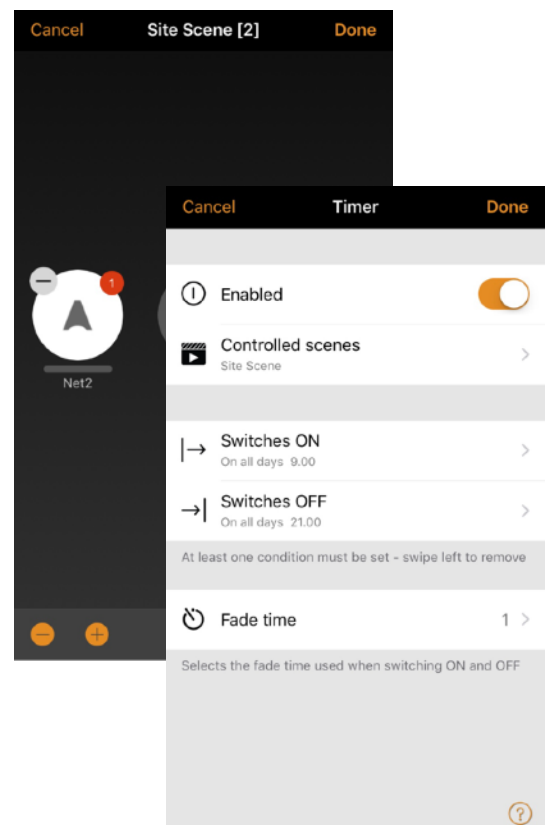 Cancel Site Scene [2] Done
1
Net2
Cancel Timer Done
Enabled
Controlled scenes
Site Scene
Switches ON
On all days 9.00
Switches OFF
On all days 21.00
At least one condition must be set - swipe left to remove
Fade time 1
Selects the fade time used when switching ON and OFF
?